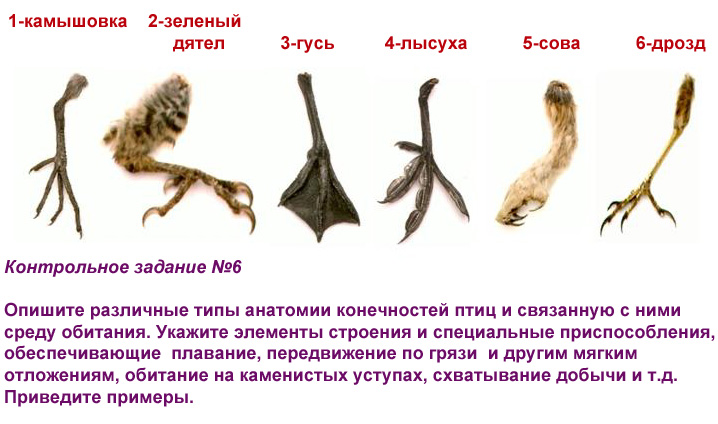 1-камышовка 2-зеленый
дятел 3-гусь 4-лысуха 5-сова 6-дрозд
Контрольное задание №6
Опишите различные типы анатомии конечностей птиц и связанную с ними
среду обитания. Укажите элементы строения и специальные приспособления,
обеспечивающие передвижение плавание, передвижение по грязи и другим мягким
отложениям, обитание на каменистых уступах, схватывание добычи и т.д.
Приведите примеры.